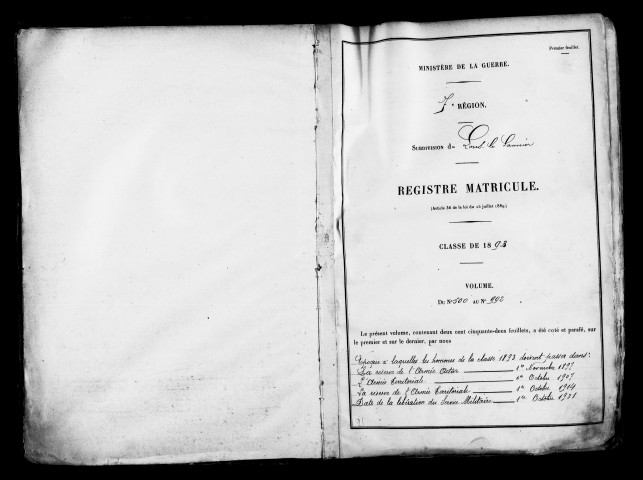 Premier feuillet.
MINISTÈRE DE LA GUERRE.
7e RÉGION.
SUBDIVISION de Lons le Saunier
REGISTRE MATRICULE.
(Article 36 de la loi du 15 juillet 1889.)
CLASSE DE 1893
VOLUME.
DU N° 500 AU N°
Le présent volume, contenant deux cent cinquante-deux feuillets, a été coté et parafé, sur
le premier et sur le dernier, par nous
Epoques a laquelles les hommes de la classe 1893 doivent passer dans:
La réserve de l'Armée active 1er Novembre 1897
L'Armée Territoriale 1er Octobre 1907
La réserve de l'Armée Territoriale 1er Octobre 1914
Date de la libération du Service Militaire 1er Octobre 1921